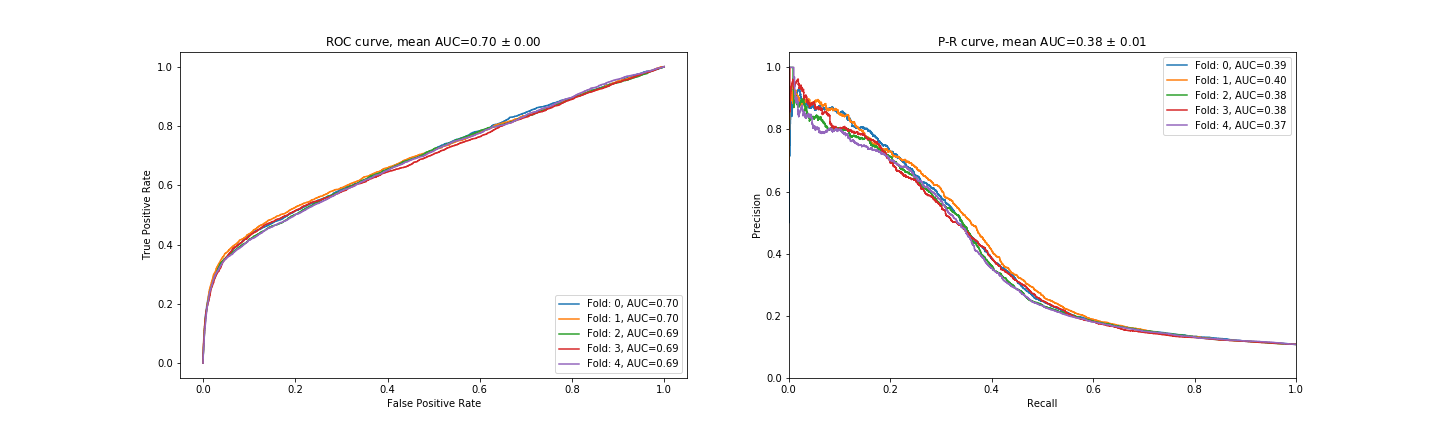 ROC curve, mean AUC=0.70 ± 0.00
True Positive Rate
1.0
0.8
0.6
0.4
0.2
0.0
Fold: 0, AUC=0.70
Fold: 1, AUC=0.70
Fold: 2, AUC=0.69
Fold: 3, AUC=0.69
Fold: 4, AUC=0.69
0.0 0.2 0.4 0.6 0.8 1.0
False Positive Rate
P-R curve, mean AUC=0.38 ± 0.01
Precision
1.0
0.8
0.6
0.4
0.2
0.0
Fold: 0, AUC=0.39
Fold: 1, AUC=0.40
Fold: 2, AUC=0.38
Fold: 3, AUC=0.38
Fold: 4, AUC=0.37
0.0 0.2 0.4 0.6 0.8 1.0
Recall